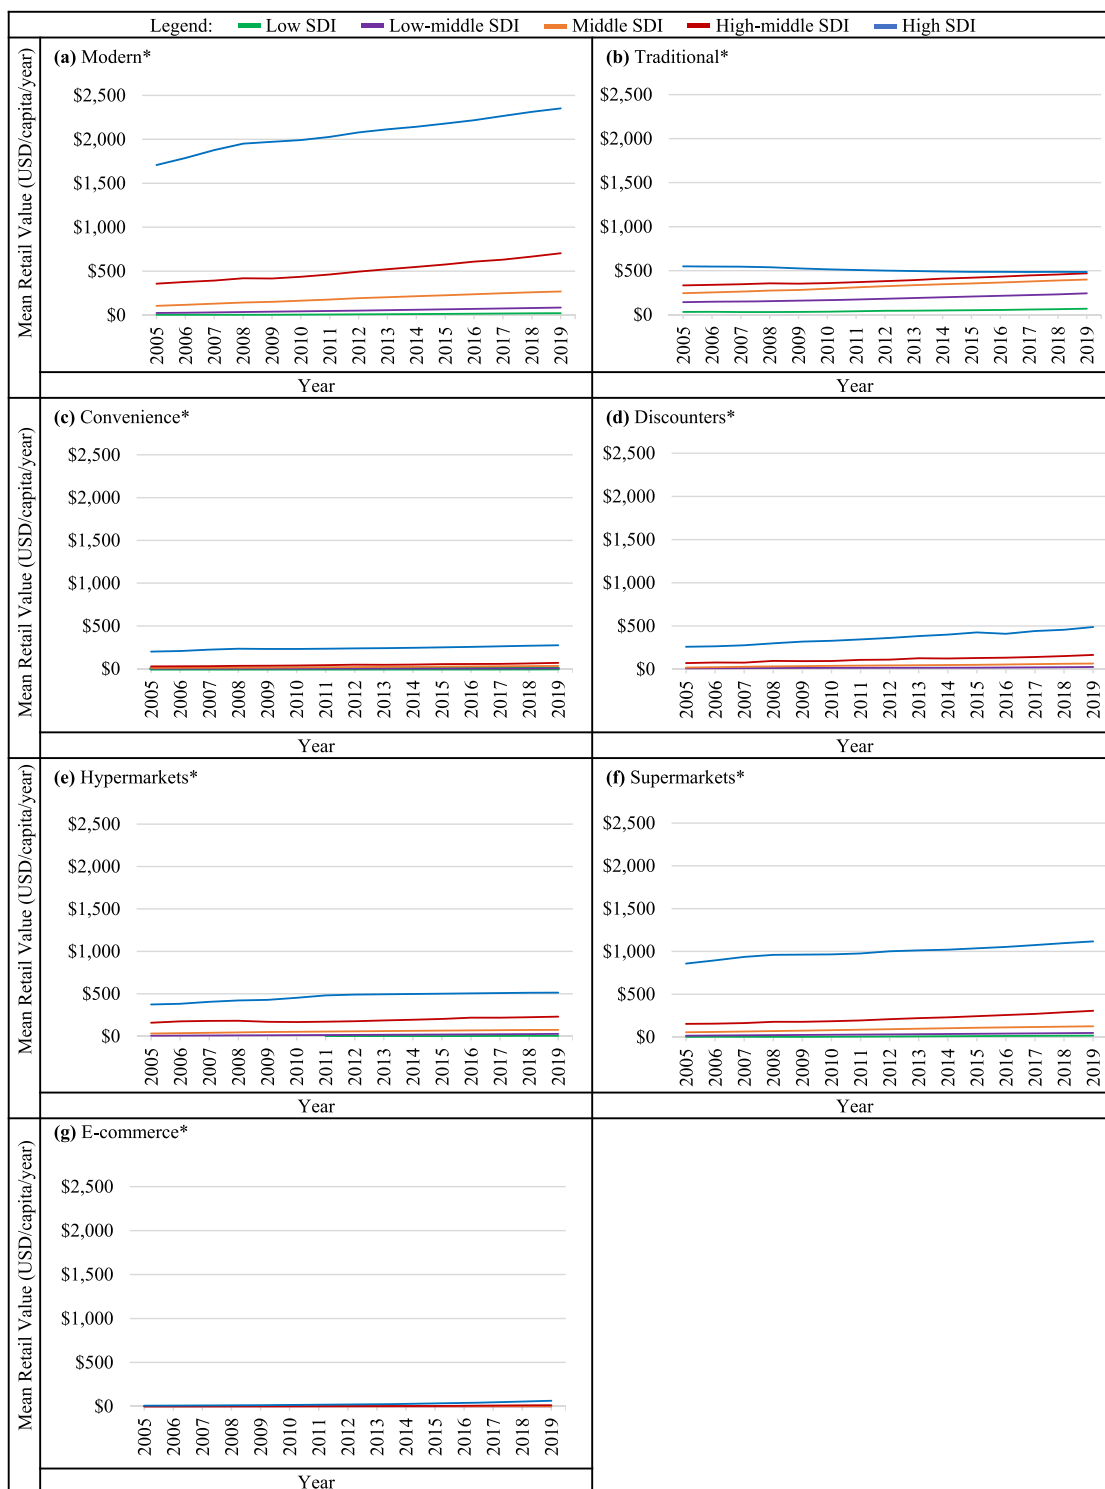 Legend: Low SDI Low-middle SDI Middle SDI High-middle SDI High SDI
Mean Retail Value (USD/capita/year)
(a) Modern*
$2,500
$2,000
$1,500
$1,000
$500
$0
2005 2006 2007 2008 2009 2010 2011 2012 2013 2014 2015 2016 2017 2018 2019
Year
(b) Traditional*
$2,500
$2,000
$1,500
$1,000
$500
$0
2005 2006 2007 2008 2009 2010 2011 2012 2013 2014 2015 2016 2017 2018 2019
Year
Mean Retail Value (USD/capita/year)
(c) Convenience*
$2,500
$2,000
$1,500
$1,000
$500
$0
2005 2006 2007 2008 2009 2010 2011 2012 2013 2014 2015 2016 2017 2018 2019
Year
(d) Discounters*
$2,500
$2,000
$1,500
$1,000
$500
$0
2005 2006 2007 2008 2009 2010 2011 2012 2013 2014 2015 2016 2017 2018 2019
Year
Mean Retail Value (USD/capita/year)
(e) Hypermarkets*
$2,500
$2,000
$1,500
$1,000
$500
$0
2005 2006 2007 2008 2009 2010 2011 2012 2013 2014 2015 2016 2017 2018 2019
Year
(f) Supermarkets*
$2,500
$2,000
$1,500
$1,000
$500
$0
2005 2006 2007 2008 2009 2010 2011 2012 2013 2014 2015 2016 2017 2018 2019
Year
Mean Retail Value (USD/capita/year)
(g) E-commerce*
$2,500
$2,000
$1,500
$1,000
$500
$0
2005 2006 2007 2008 2009 2010 2011 2012 2013 2014 2015 2016 2017 2018 2019
Year